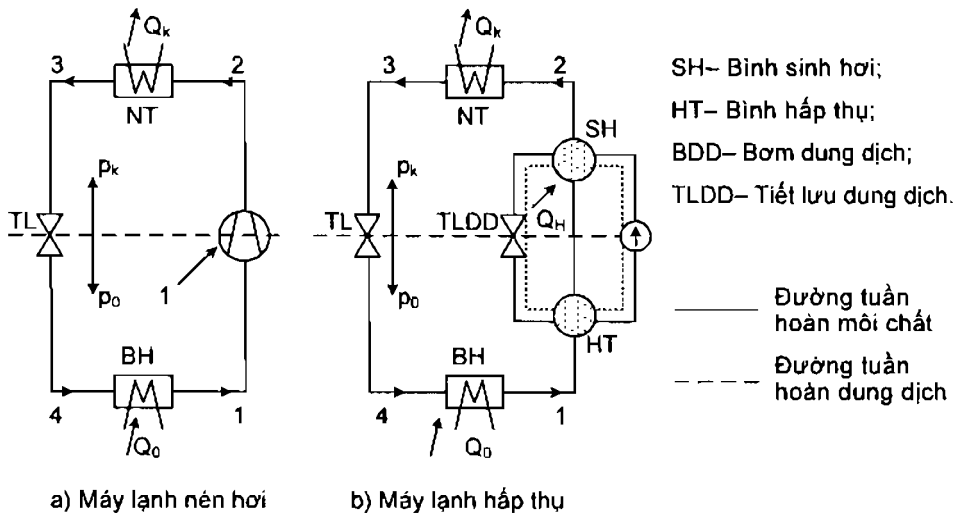 Qk
3
2
NT
pk
TL
p0
1
BH
4
1
Q0
a) Máy lạnh nén hơi
Qk
3
2
NT
SH
pk
TL
TLDD
QH
p0
HT
BH
4
1
Q0
b) Máy lạnh hấp thụ
SH– Bình sinh hơi;
HT– Bình hấp thụ;
BDD– Bơm dung dịch;
TLDD– Tiết lưu dung dịch.
Đường tuần
hoàn môi chất
Đường tuần
hoàn dung dịch